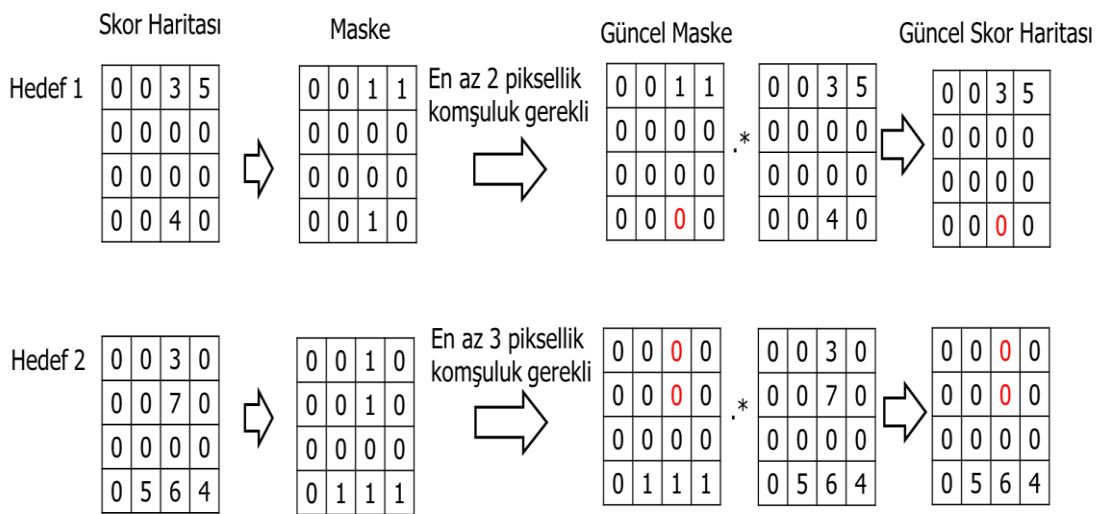 Skor Haritası Maske Güncel Maske Güncel Skor Haritası
Hedef 1
En az 2 piksellik
komşuluk gerekli
0 0 3 5 0 0 1 1 0 0 1 1 0 0 3 5 0 0 3 5
0 0 0 0 0 0 0 0 0 0 0 0 0 0 0 0 0 0 0 0
.*
0 0 0 0 0 0 0 0 0 0 0 0 0 0 0 0 0 0 0 0
0 0 4 0 0 0 1 0 0 0 0 0 0 0 4 0 0 0 0 0
Hedef 2
En az 3 piksellik
komşuluk gerekli
0 0 3 0 0 0 1 0 0 0 0 0 0 0 3 0 0 0 0 0
0 0 7 0 0 0 1 0 0 0 0 0 0 0 7 0 0 0 0 0
.*
0 0 0 0 0 0 0 0 0 0 0 0 0 0 0 0 0 0 0 0
0 5 6 4 0 1 1 1 0 1 1 1 0 5 6 4 0 5 6 4